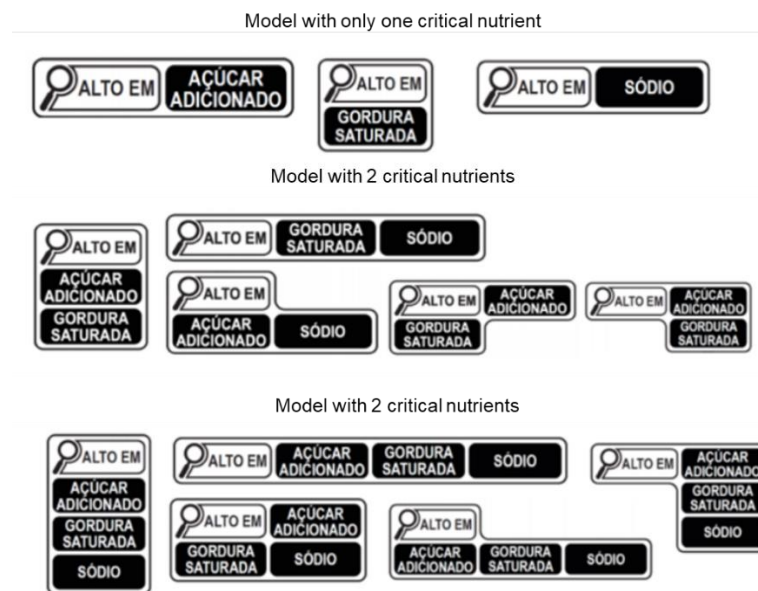 Model with only one critical nutrient
ALTO EM AÇÚCAR
ADICIONADO
ALTO EM
GORDURA
SATURADA
ALTO EM SÓDIO
Model with 2 critical nutrients
ALTO EM
AÇÚCAR
ADICIONADO
GORDURA
SATURADA
ALTO EM GORDURA
SATURADA SÓDIO
ALTO EM
AÇÚCAR
ADICIONADO SÓDIO
ALTO EM AÇÚCAR
ADICIONADO
GORDURA
SATURADA
ALTO EM AÇÚCAR
ADICIONADO
GORDURA
SATURADA
Model with 2 critical nutrients
ALTO EM
AÇÚCAR
ADICIONADO
GORDURA
SATURADA
SÓDIO
ALTO EM AÇÚCAR
ADICIONADO GORDURA
SATURADA SÓDIO
ALTO EM AÇÚCAR
ADICIONADO
GORDURA
SATURADA SÓDIO
ALTO EM
AÇÚCAR
ADICIONADO GORDURA
SATURADA SÓDIO
ALTO EM AÇÚCAR
ADICIONADO
GORDURA
SATURADA
SÓDIO